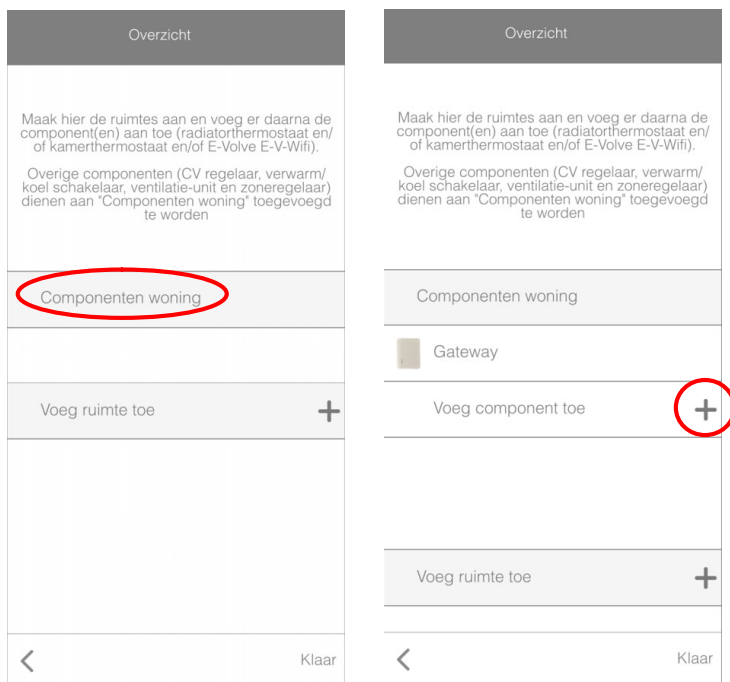 Overzicht
Maak hier de ruimtes aan en voeg er daarna de
component(en) aan toe (radiatorthermostaat en/
of kamerthermostaat en/of E-Volve E-V-Wifi).
Overige componenten (CV regelaar, verwarm/
koel schakelaar, ventilatie-unit en zoneregelaar)
dienen aan "Componenten woning" toegevoegd
te worden
Componenten woning
Voeg ruimte toe +
Klaar
Overzicht
Maak hier de ruimtes aan en voeg er daarna de
component(en) aan toe (radiatorthermostaat en/
of kamerthermostaat en/of E-Volve E-V-Wifi).
Overige componenten (CV regelaar, verwarm/
koel schakelaar, ventilatie-unit en zoneregelaar)
dienen aan "Componenten woning" toegevoegd
te worden
Componenten woning
Gateway
Voeg component toe +
Voeg ruimte toe +
Klaar